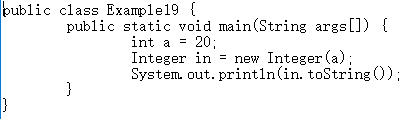 public class Example19 {
        public static void main(String args[]) {
                int a = 20;
                Integer in = new Integer(a);
                System.out.println(in.toString());
        }
}